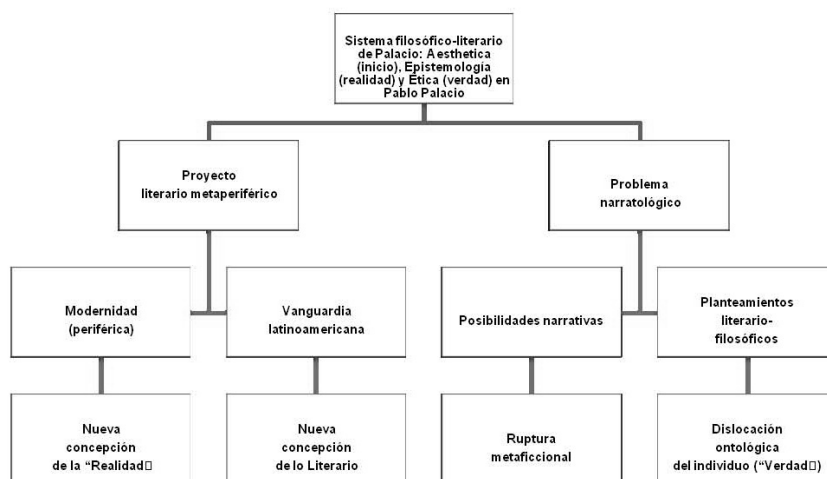 Sistema filosófico-literario
de Palacio: Aesthetica
(inicio), Epistemología
(realidad) y Ética (verdad) en
Pablo Palacio
Proyecto
literario metaperiférico
Problema
narratológico
Modernidad
(periférica)
Vanguardia
latinoamericana
Posibilidades narrativas
Planteamientos
literario-
filosóficos
Nueva
concepción
de la “Realidad□
Nueva
concepción
de lo Literario
Ruptura
metaficcional
Dislocación
ontológica
del individuo (“Verdad□)